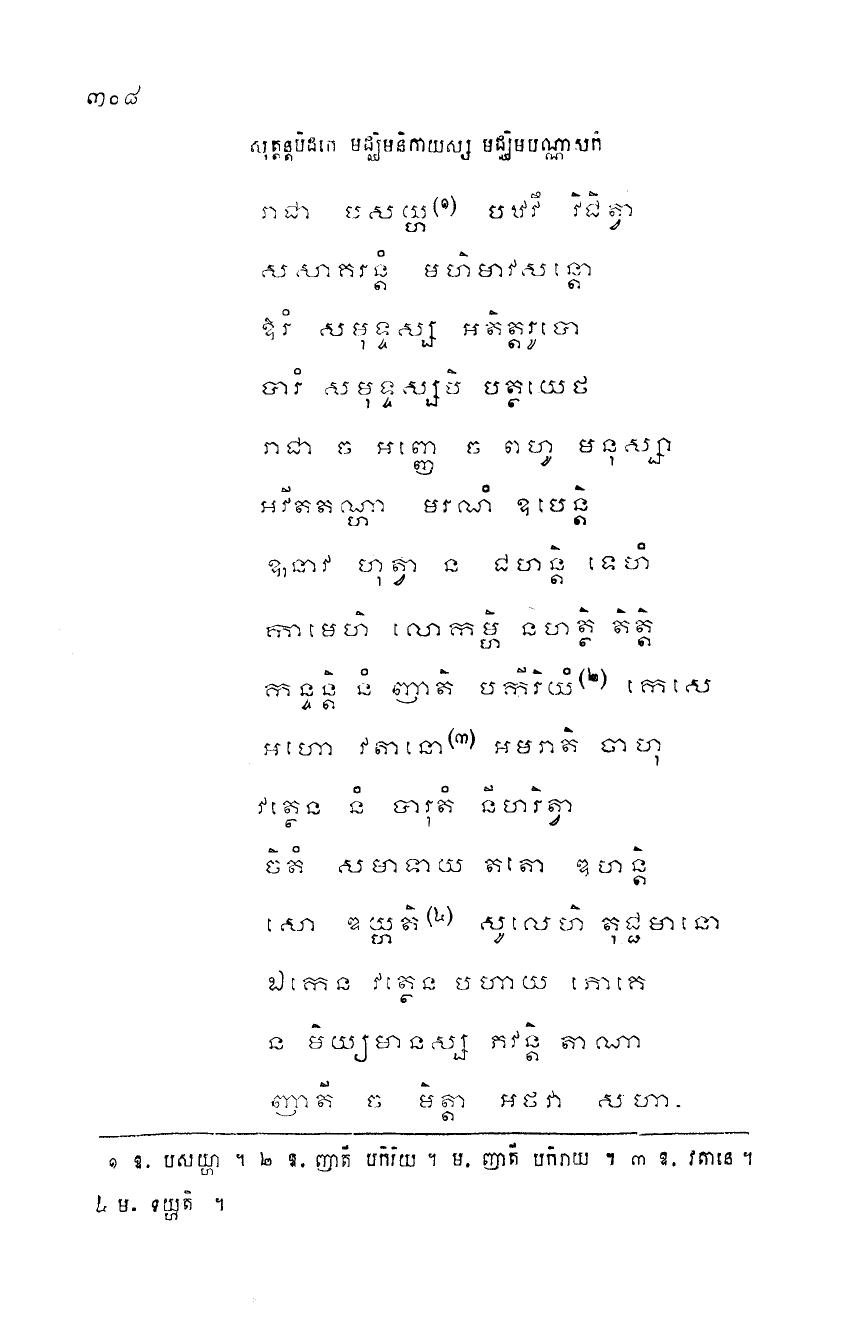 ៣០៨
សុត្តន្តបិដកេ មជ្ឈិមនិកាយស្ស មជ្ឈិមបណ្ណាសកំ
រាជា បសយ្ហ(១) បឋវឹ វិជិត្វា
សសាគរន្តំ មហិមាវសន្តោ
ឱរំ សមុទ្ទស្ស អតិត្តរូបោ
បារំ សមុទ្ទស្សបិ បត្ថយេថ
រាជា ច អញ្ញេ ច ពហូ មនុស្សា
អវីតតណ្ហា មរណំ ឧបេន្តិ
ឩនាវ ហុត្វា ន ជហន្តិ ទេហំ
កាមេហិ លោកម្ហិ នហត្ថិ តិត្តិ
កន្ទន្តិ នំ ញាតិ បកីរិយំ(២) កេសេ
អហោ វតានោ(៣) អមរាតិ ចាហុ
វត្ថេន នំ បារុតំ នីហរិត្វា
ចិតំ សមាទាយ តតោ ឌហន្តិ
សោ ឌយ្ហតិ(៤) សូលេហិ តុជ្ជមានោ
ឯកេន វត្ថេន បហាយ ភោគេ
ន មិយ្យមានស្ស ភវន្តិ តាណា
ញាតី ច មិត្តា អថវា សហា.
១ ឱ. បសយ្ហា ។ ២ ឱ. ញាតី បកិរិយ ។ ម. ញាតី បកិរាយ ។ ៣ ឱ. វតានេ ។
៤ ម. ទយ្ហតិ ។